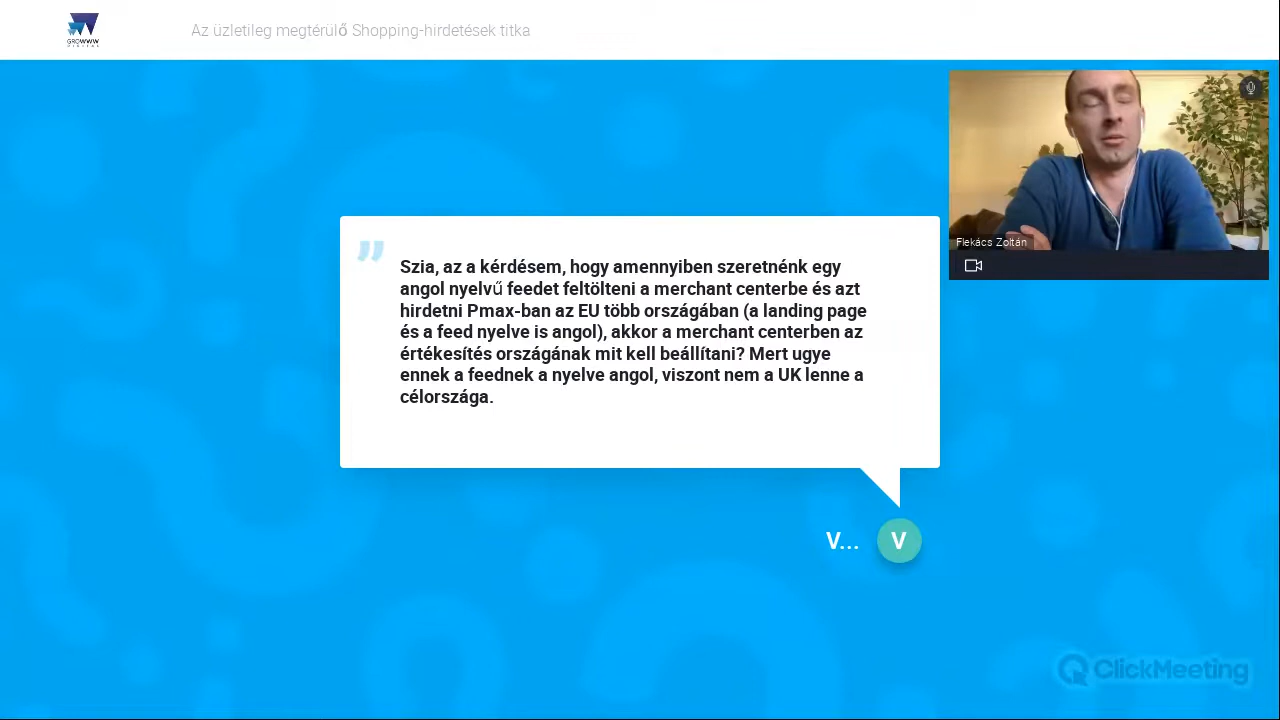 GROWWW
DIGITAL
Az üzletileg megtérülő Shopping-hirdetések titka
Flekács Zoltán
Szia, az a kérdésem, hogy amennyiben szeretnénk egy
angol nyelvű feedet feltölteni a merchant centerbe és azt
hirdetni Pmax-ban az EU több országában (a landing page
és a feed nyelve is angol), akkor a merchant centerben az
értékesítés országának mit kell beállítani? Mert ugye
ennek a feednek a nyelve angol, viszont nem a UK lenne a
célországa.
V... V
ClickMeeting